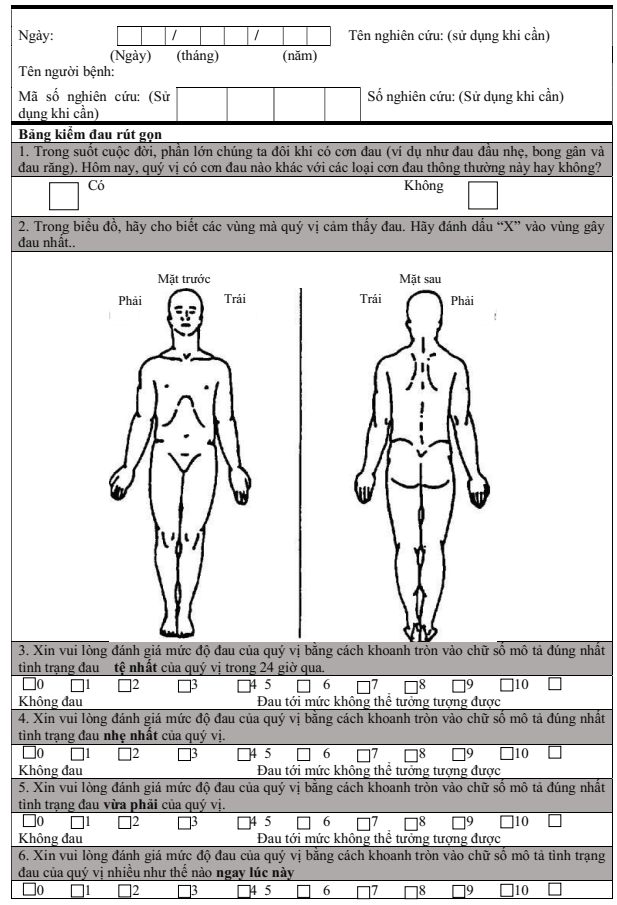 Ngày: / / Tên nghiên cứu: (sử dụng khi cần)
(Ngày) (tháng) (năm)
Tên người bệnh:
Mã số nghiên cứu: (Sử Số nghiên cứu: (Sử dụng khi cần)
dụng khi cần)
Bảng kiểm đau rút gọn
1. Trong suốt cuộc đời, phần lớn chúng ta đôi khi có cơn đau (ví dụ như đau đầu nhẹ, bong gân và
đau răng). Hôm nay, quý vị có cơn đau nào khác với các loại cơn đau thông thường này hay không?
Có Không
2. Trong biểu đồ, hãy cho biết các vùng mà quý vị cảm thấy đau. Hãy đánh dấu “X” vào vùng gây
đau nhất..
Mặt trước Mặt sau
Phải Trái Trái Phải
3. Xin vui lòng đánh giá mức độ đau của quý vị bằng cách khoanh tròn vào chữ số mô tả đúng nhất
tình trạng đau tệ nhất của quý vị trong 24 giờ qua.
0 1 2 3 4 5 6 7 8 9 10
Không đau Đau tới mức không thể tưởng tượng được
4. Xin vui lòng đánh giá mức độ đau của quý vị bằng cách khoanh tròn vào chữ số mô tả đúng nhất
tình trạng đau nhẹ nhất của quý vị.
0 1 2 3 4 5 6 7 8 9 10
Không đau Đau tới mức không thể tưởng tượng được
5. Xin vui lòng đánh giá mức độ đau của quý vị bằng cách khoanh tròn vào chữ số mô tả đúng nhất
tình trạng đau vừa phải của quý vị.
0 1 2 3 4 5 6 7 8 9 10
Không đau Đau tới mức không thể tưởng tượng được
6. Xin vui lòng đánh giá mức độ đau của quý vị bằng cách khoanh tròn vào chữ số mô tả tình trạng
đau của quý vị nhiều như thế nào ngay lúc này
0 1 2 3 4 5 6 7 8 9 10